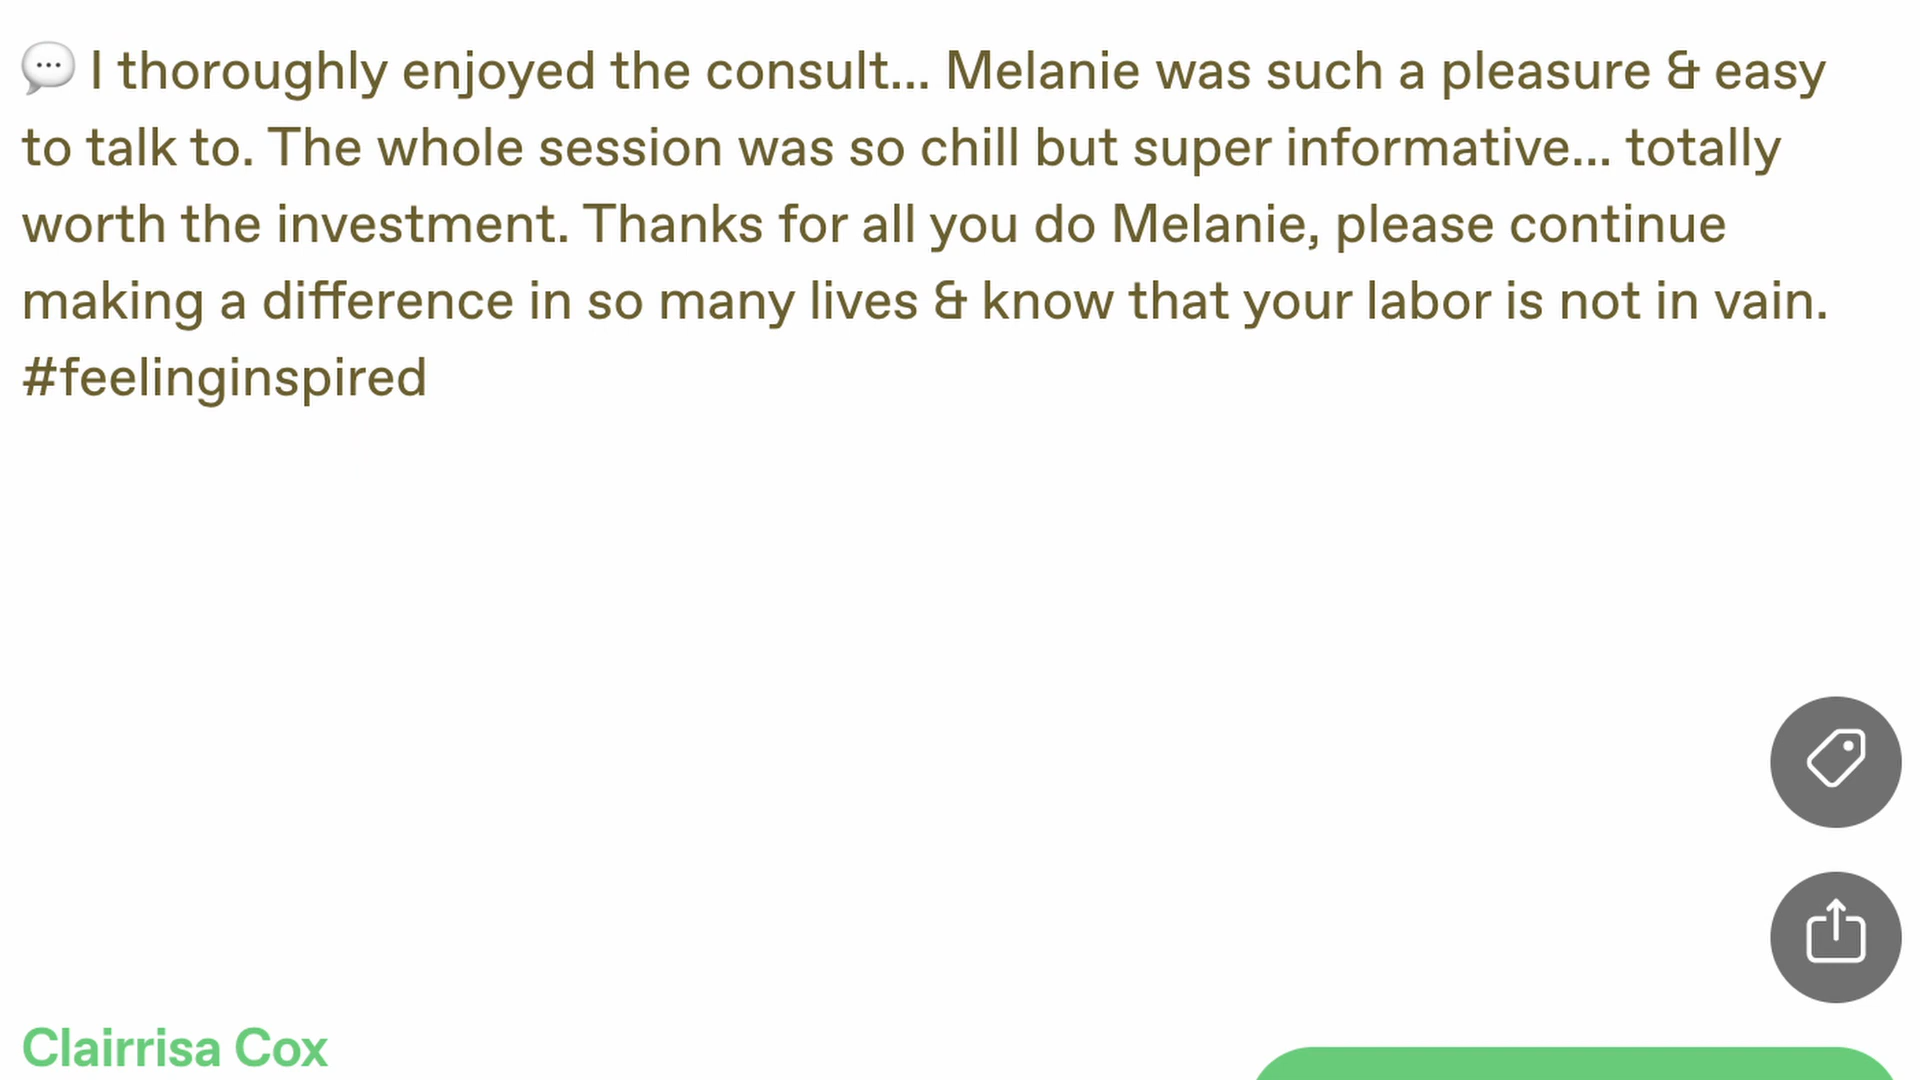 💬 I thoroughly enjoyed the consult... Melanie was such a pleasure & easy
to talk to. The whole session was so chill but super informative... totally
worth the investment. Thanks for all you do Melanie, please continue
making a difference in so many lives & know that your labor is not in vain.
#feelinginspired
Clairrisa Cox